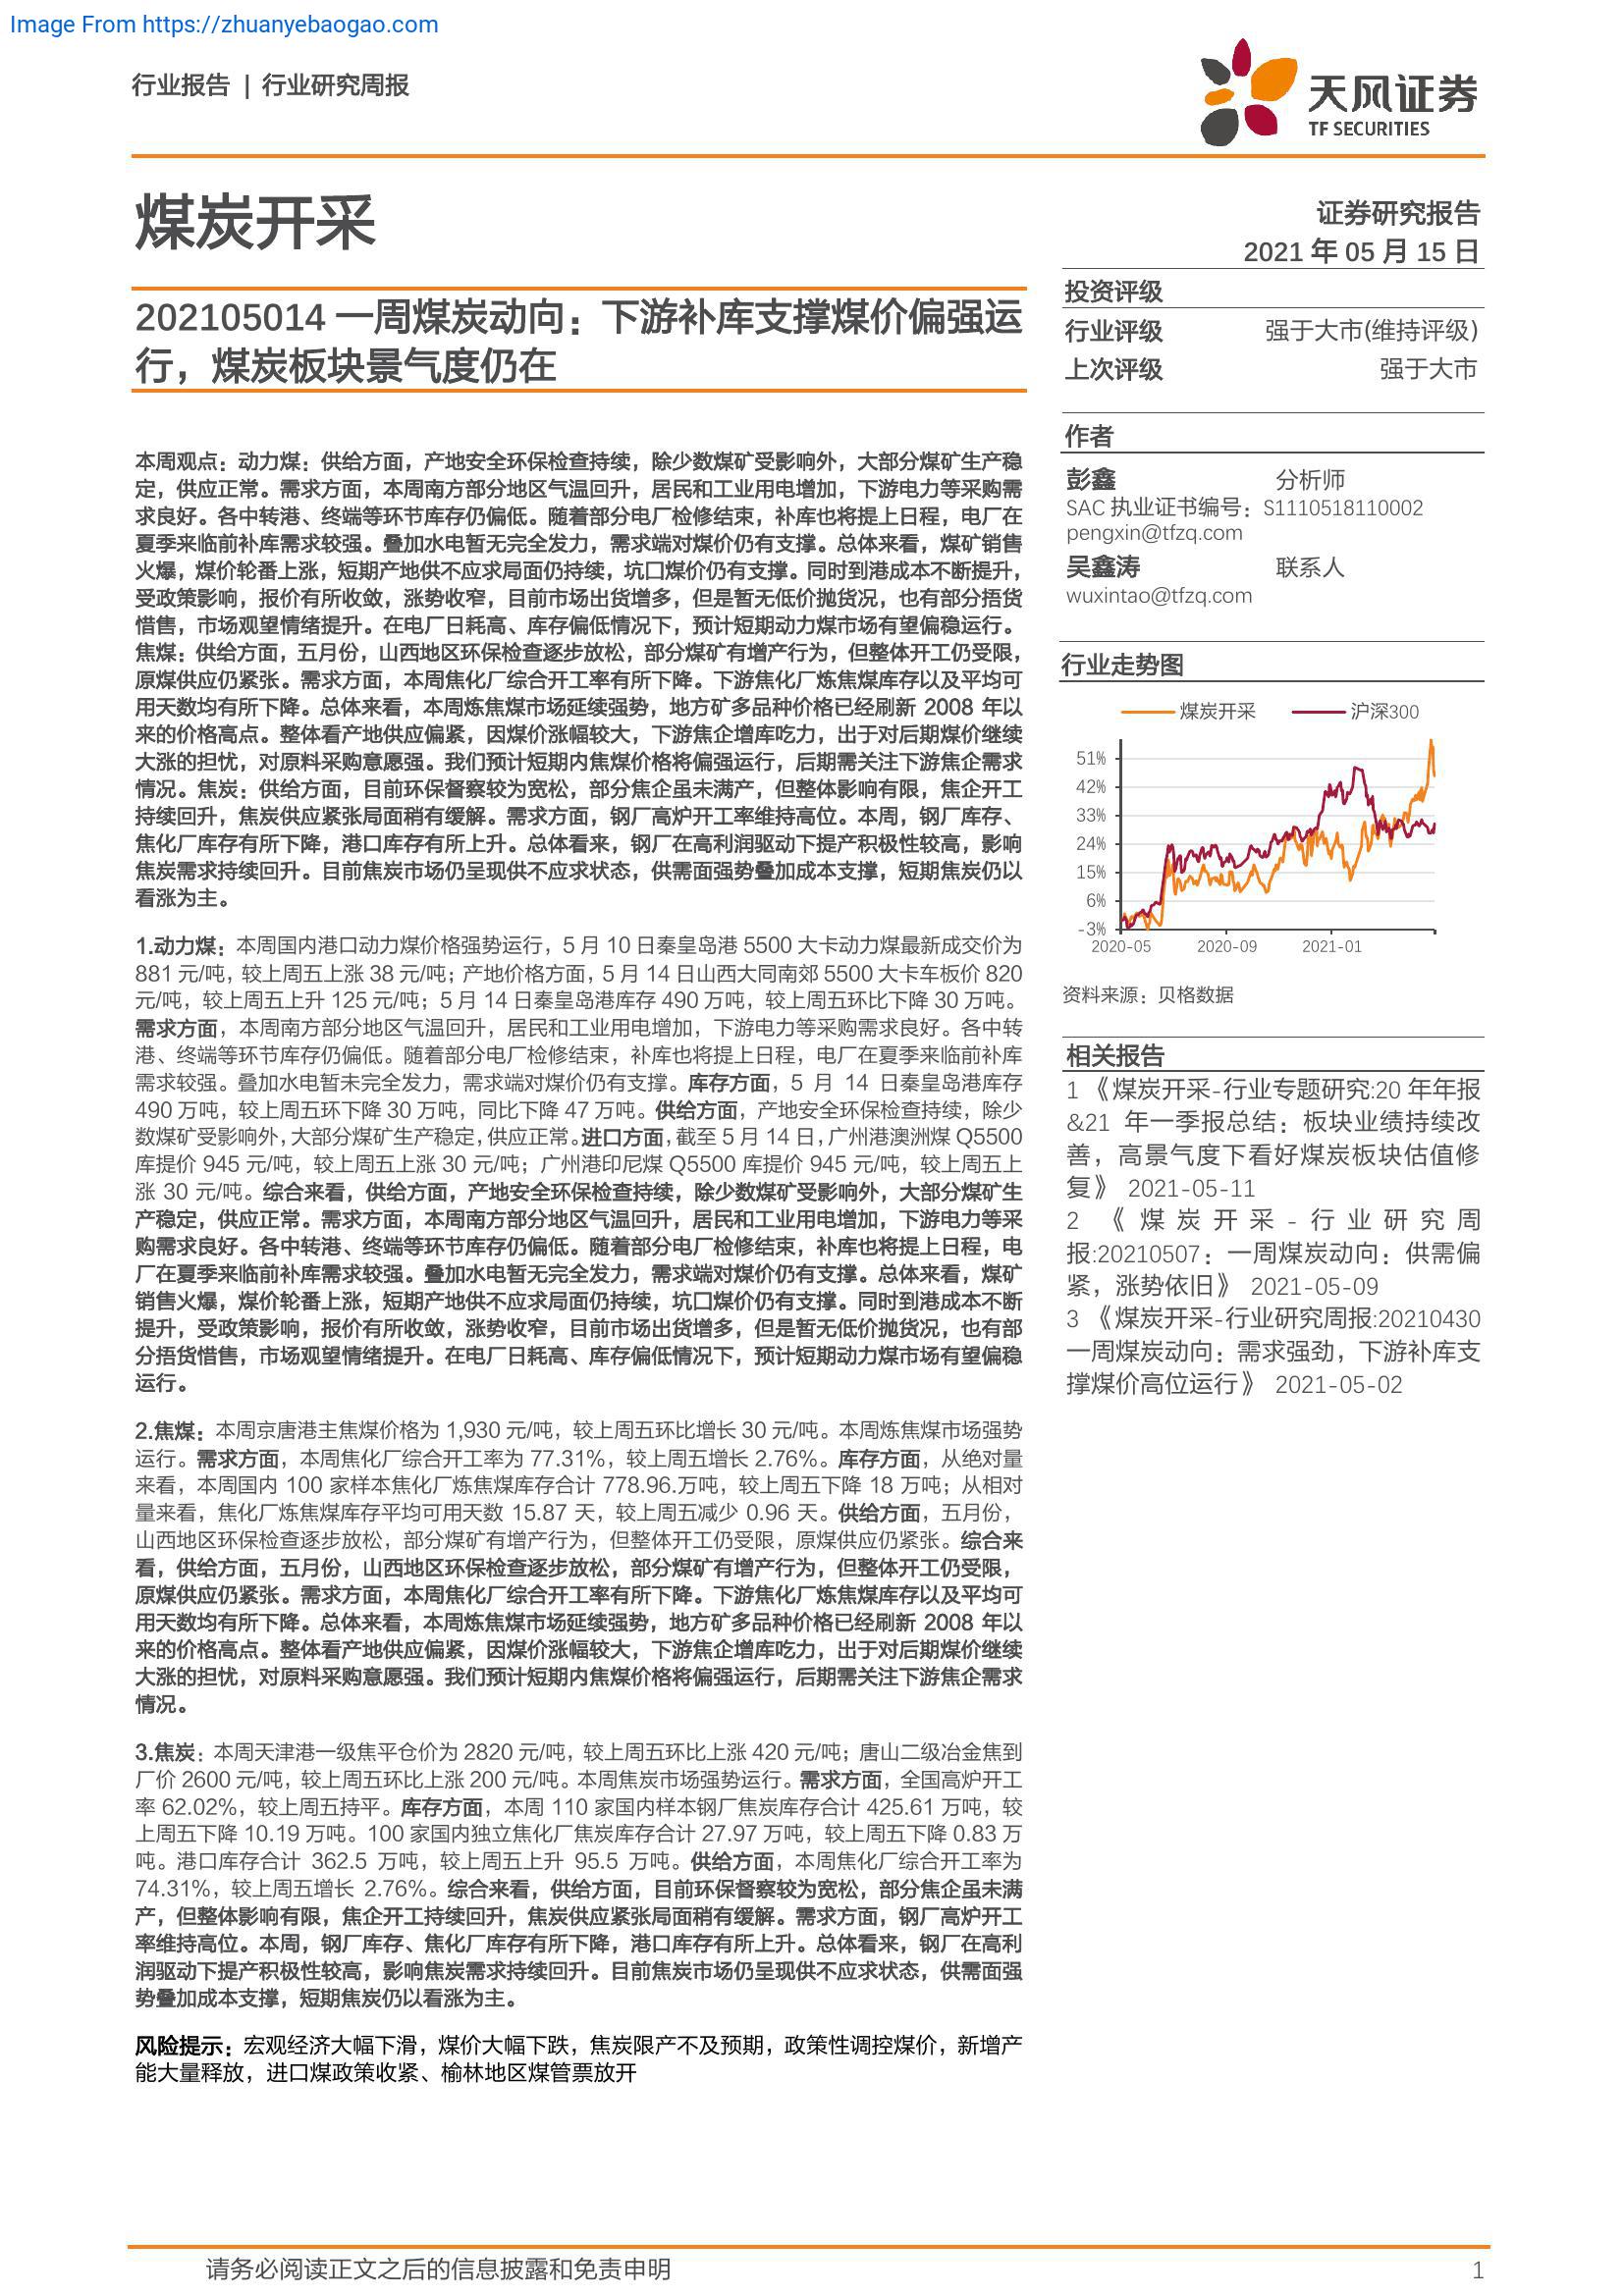 Image From https://zhuanyebaogao.com
行业报告 | 行业研究周报
天风证券
TF SECURITIES
煤炭开采
证券研究报告
2021 年 05 月 15 日
202105014 一周煤炭动向：下游补库支撑煤价偏强运
行，煤炭板块景气度仍在
本周观点：动力煤：供给方面，产地安全环保检查持续，除少数煤矿受影响外，大部分煤矿生产稳
定，供应正常。需求方面，本周南方部分地区气温回升，居民和工业用电增加，下游电力等采购需
求良好。各中转港、终端等环节库存仍偏低。随着部分电厂检修结束，补库也将提上日程，电厂在
夏季来临前补库需求较强。叠加水电暂无完全发力，需求端对煤价仍有支撑。总体来看，煤矿销售
火爆，煤价轮番上涨，短期产地供不应求局面仍持续，坑口煤价仍有支撑。同时到港成本不断提升，
受政策影响，报价有所收敛，涨势收窄，目前市场出货增多，但是暂无低价抛货况，也有部分捂货
惜售，市场观望情绪提升。在电厂日耗高、库存偏低情况下，预计短期动力煤市场有望偏稳运行。
焦煤：供给方面，五月份，山西地区环保检查逐步放松，部分煤矿有增产行为，但整体开工仍受限，
原煤供应仍紧张。需求方面，本周焦化厂综合开工率有所下降。下游焦化厂炼焦煤库存以及平均可
用天数均有所下降。总体来看，本周炼焦煤市场延续强势，地方矿多品种价格已经刷新 2008 年以
来的价格高点。整体看产地供应偏紧，因煤价涨幅较大，下游焦企增库吃力，出于对后期煤价继续
大涨的担忧，对原料采购意愿强。我们预计短期内焦煤价格将偏强运行，后期需关注下游焦企需求
情况。焦炭：供给方面，目前环保督察较为宽松，部分焦企虽未满产，但整体影响有限，焦企开工
持续回升，焦炭供应紧张局面稍有缓解。需求方面，钢厂高炉开工率维持高位。本周，钢厂库存、
焦化厂库存有所下降，港口库存有所上升。总体看来，钢厂在高利润驱动下提产积极性较高，影响
焦炭需求持续回升。目前焦炭市场仍呈现供不应求状态，供需面强势叠加成本支撑，短期焦炭仍以
看涨为主。
1.动力煤：本周国内港口动力煤价格强势运行，5 月 10 日秦皇岛港 5500 大卡动力煤最新成交价为
881 元/吨，较上周五上涨 38 元/吨；产地价格方面，5 月 14 日山西大同南郊 5500 大卡车板价 820
元/吨，较上周五上升 125 元/吨；5 月 14 日秦皇岛港库存 490 万吨，较上周五环比下降 30 万吨。
需求方面，本周南方部分地区气温回升，居民和工业用电增加，下游电力等采购需求良好。各中转
港、终端等环节库存仍偏低。随着部分电厂检修结束，补库也将提上日程，电厂在夏季来临前补库
需求较强。叠加水电暂未完全发力，需求端对煤价仍有支撑。库存方面，5 月 14 日秦皇岛港库存
490 万吨，较上周五环下降 30 万吨，同比下降 47 万吨。供给方面，产地安全环保检查持续，除少
数煤矿受影响外，大部分煤矿生产稳定，供应正常。进口方面，截至 5 月 14 日，广州港澳洲煤 Q5500
库提价 945 元/吨，较上周五上涨 30 元/吨；广州港印尼煤 Q5500 库提价 945 元/吨，较上周五上
涨 30 元/吨。综合来看，供给方面，产地安全环保检查持续，除少数煤矿受影响外，大部分煤矿生
产稳定，供应正常。需求方面，本周南方部分地区气温回升，居民和工业用电增加，下游电力等采
购需求良好。各中转港、终端等环节库存仍偏低。随着部分电厂检修结束，补库也将提上日程，电
厂在夏季来临前补库需求较强。叠加水电暂无完全发力，需求端对煤价仍有支撑。总体来看，煤矿
销售火爆，煤价轮番上涨，短期产地供不应求局面仍持续，坑口煤价仍有支撑。同时到港成本不断
提升，受政策影响，报价有所收敛，涨势收窄，目前市场出货增多，但是暂无低价抛货况，也有部
分捂货惜售，市场观望情绪提升。在电厂日耗高、库存偏低情况下，预计短期动力煤市场有望偏稳
运行。
2.焦煤：本周京唐港主焦煤价格为 1,930 元/吨，较上周五环比增长 30 元/吨。本周炼焦煤市场强势
运行。需求方面，本周焦化厂综合开工率为 77.31%，较上周五增长 2.76%。库存方面，从绝对量
来看，本周国内 100 家样本焦化厂炼焦煤库存合计 778.96.万吨，较上周五下降 18 万吨；从相对
量来看，焦化厂炼焦煤库存平均可用天数 15.87 天，较上周五减少 0.96 天。供给方面，五月份，
山西地区环保检查逐步放松，部分煤矿有增产行为，但整体开工仍受限，原煤供应仍紧张。综合来
看，供给方面，五月份，山西地区环保检查逐步放松，部分煤矿有增产行为，但整体开工仍受限，
原煤供应仍紧张。需求方面，本周焦化厂综合开工率有所下降。下游焦化厂炼焦煤库存以及平均可
用天数均有所下降。总体来看，本周炼焦煤市场延续强势，地方矿多品种价格已经刷新 2008 年以
来的价格高点。整体看产地供应偏紧，因煤价涨幅较大，下游焦企增库吃力，出于对后期煤价继续
大涨的担忧，对原料采购意愿强。我们预计短期内焦煤价格将偏强运行，后期需关注下游焦企需求
情况。
3.焦炭：本周天津港一级焦平仓价为 2820 元/吨，较上周五环比上涨 420 元/吨；唐山二级冶金焦到
厂价 2600 元/吨，较上周五环比上涨 200 元/吨。本周焦炭市场强势运行。需求方面，全国高炉开工
率 62.02%，较上周五持平。库存方面，本周 110 家国内样本钢厂焦炭库存合计 425.61 万吨，较
上周五下降 10.19 万吨。100 家国内独立焦化厂焦炭库存合计 27.97 万吨，较上周五下降 0.83 万
吨。港口库存合计 362.5 万吨，较上周五上升 95.5 万吨。供给方面，本周焦化厂综合开工率为
74.31%，较上周五增长 2.76%。综合来看，供给方面，目前环保督察较为宽松，部分焦企虽未满
产，但整体影响有限，焦企开工持续回升，焦炭供应紧张局面稍有缓解。需求方面，钢厂高炉开工
率维持高位。本周，钢厂库存、焦化厂库存有所下降，港口库存有所上升。总体看来，钢厂在高利
润驱动下提产积极性较高，影响焦炭需求持续回升。目前焦炭市场仍呈现供不应求状态，供需面强
势叠加成本支撑，短期焦炭仍以看涨为主。
风险提示：宏观经济大幅下滑，煤价大幅下跌，焦炭限产不及预期，政策性调控煤价，新增产
能大量释放，进口煤政策收紧、榆林地区煤管票放开
投资评级
行业评级 强于大市(维持评级)
上次评级 强于大市
作者
彭鑫 分析师
SAC 执业证书编号：S1110518110002
pengxin@tfzq.com
吴鑫涛 联系人
wuxintao@tfzq.com
行业走势图
煤炭开采 沪深300
51%
42%
33%
24%
15%
6%
-3%
2020-05 2020-09 2021-01
资料来源：贝格数据
相关报告
1 《煤炭开采-行业专题研究:20 年年报
&21 年一季报总结：板块业绩持续改
善，高景气度下看好煤炭板块估值修
复》 2021-05-11
2 《煤炭开采-行业研究周
报:20210507：一周煤炭动向：供需偏
紧，涨势依旧》 2021-05-09
3 《煤炭开采-行业研究周报:20210430
一周煤炭动向：需求强劲，下游补库支
撑煤价高位运行》 2021-05-02
请务必阅读正文之后的信息披露和免责申明 1